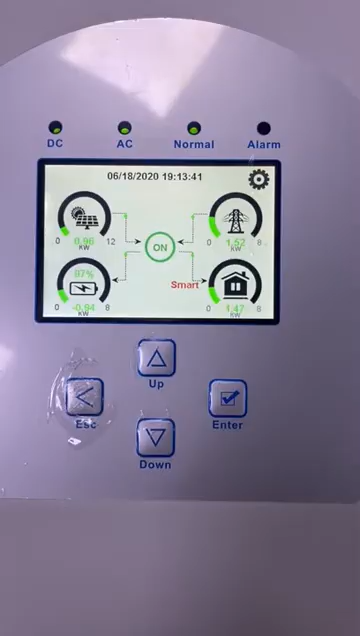 DC AC Normal Alarm
06/18/2020 19:13:41
0 0.96 12
KW
0 1.52 8
KW
ON
97%
-0.94
0 8
KW
Smart
0 1.47 8
KW
Up
Esc
Enter
Down